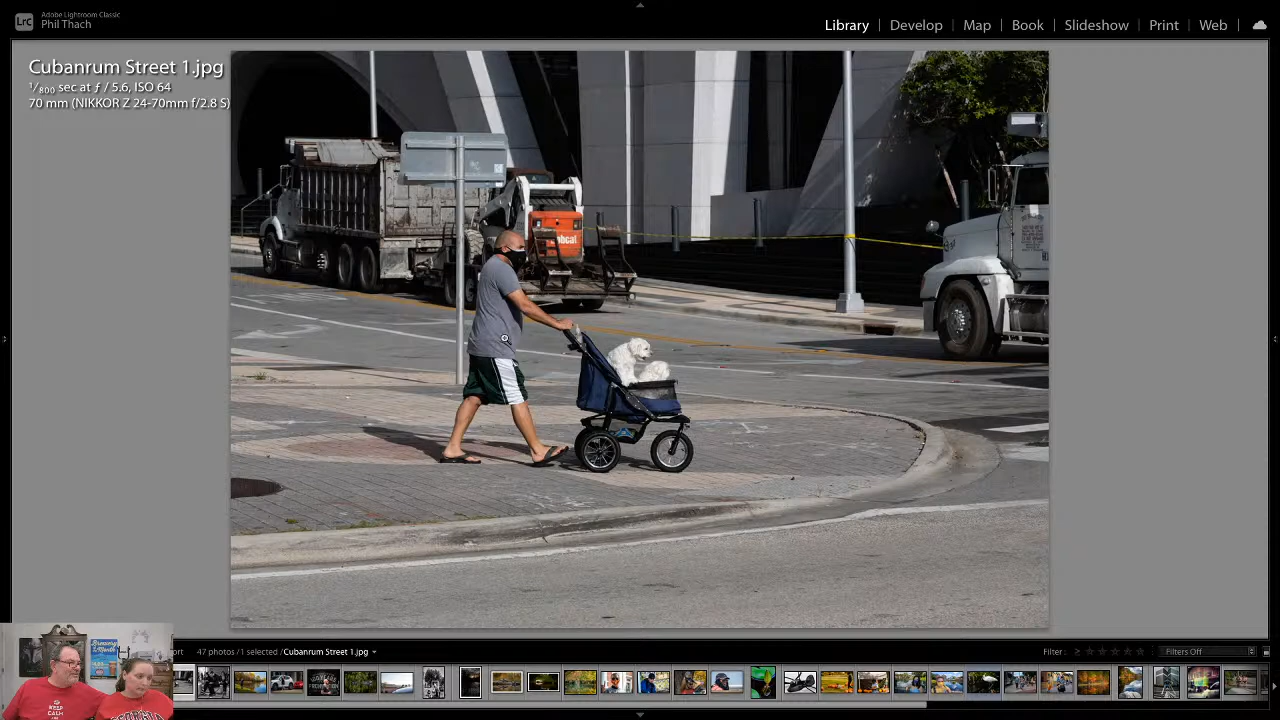 Lrc
Adobe Lightroom Classic
Phil Thach
Library
Develop
Map
Book
Slideshow
Print
Web
Cubanrum Street 1.jpg
1/800 sec at ƒ / 5.6, ISO 64
70 mm (NIKKOR Z 24-70mm f/2.8 S)
bobcat
47 photos /1 selected /Cubanrum Street 1.jpg
Filter :
Filters Off